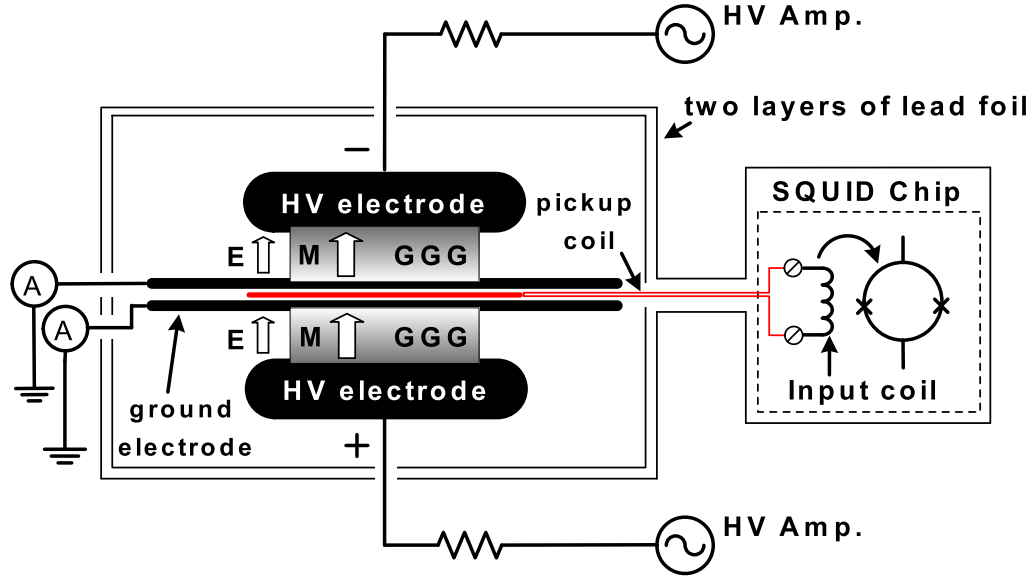 HV Amp.
two layers of lead foil
−
HV electrode
pickup
coil
SQUID Chip
E
M
GGG
A
A
E
M
GGG
HV electrode
Input coil
ground
electrode
+
HV Amp.